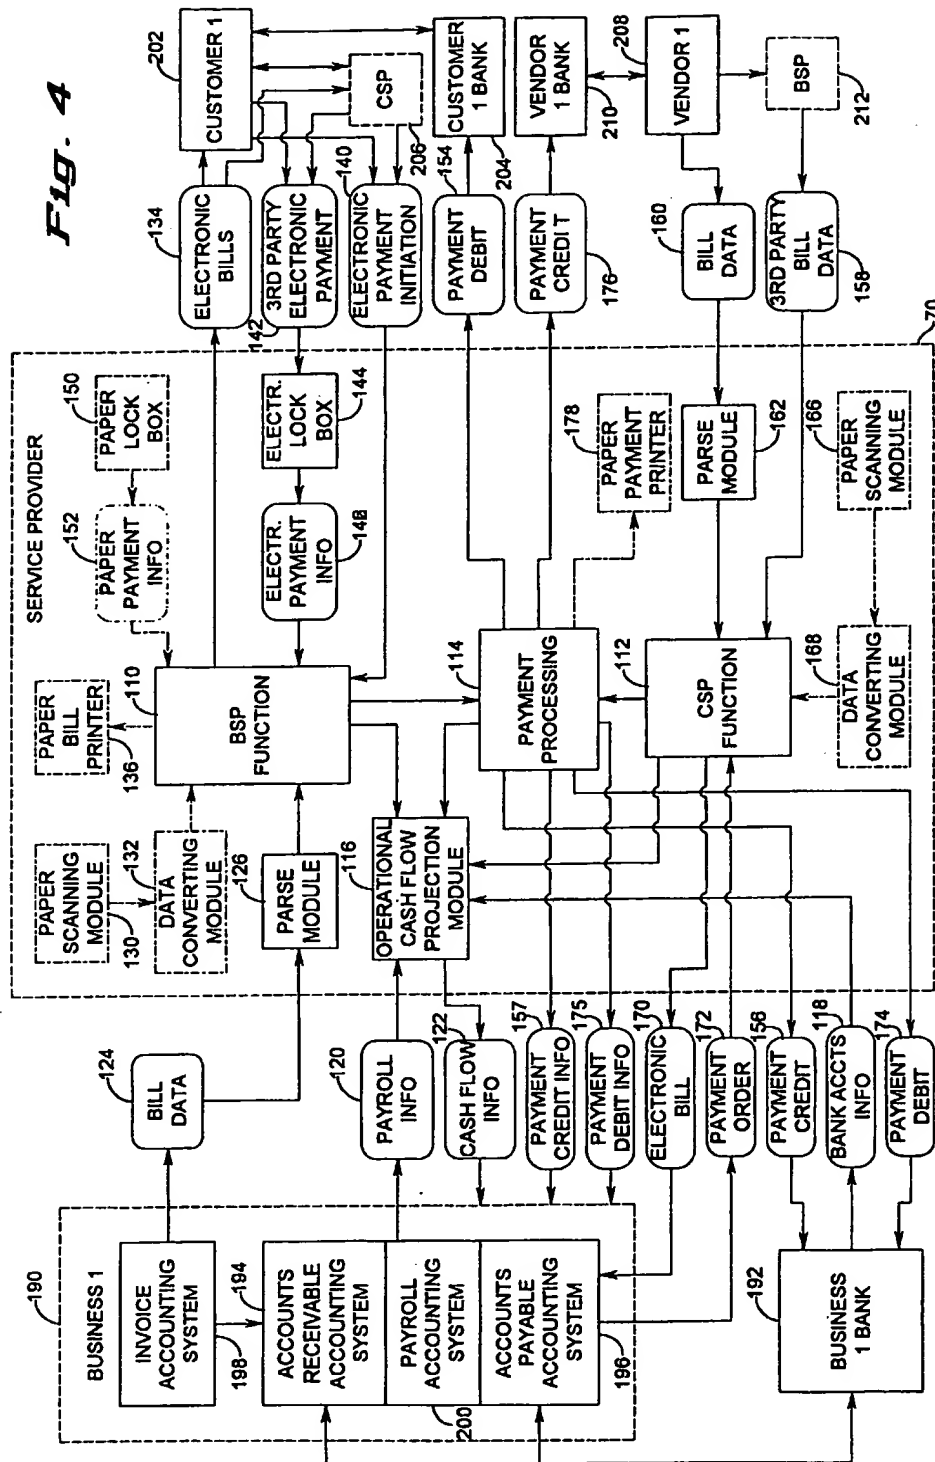 Fig. 4
190
BUSINESS 1
INVOICE
ACCOUNTING
SYSTEM
198
194
ACCOUNTS
RECEIVABLE
ACCOUNTING
SYSTEM
PAYROLL
ACCOUNTING
SYSTEM
200
ACCOUNTS
PAYABLE
ACCOUNTING
SYSTEM
196
192
BUSINESS
1 BANK
124
BILL
DATA
120
PAYROLL
INFO
122
CASH FLOW
INFO
157
PAYMENT
CREDIT INFO
175
PAYMENT
DEBIT INFO
170
ELECTRONIC
BILL
172
PAYMENT
ORDER
156
PAYMENT
CREDIT
118
BANK ACCTS
INFO
174
PAYMENT
DEBIT
SERVICE PROVIDER
70
PAPER
SCANNING
MODULE
130
132
DATA
CONVERTING
MODULE
126
PARSE
MODULE
116
OPERATIONAL
CASH FLOW
PROJECTION
MODULE
PAPER
BILL
PRINTER
136
110
BSP
FUNCTION
114
PAYMENT
PROCESSING
112
CSP
FUNCTION
168
DATA
CONVERTING
MODULE
150
PAPER
LOCK
BOX
152
PAPER
PAYMENT
INFO
ELECTR.
LOCK
BOX
144
ELECTR.
PAYMENT
INFO
148
178
PAPER
PAYMENT
PRINTER
PARSE
MODULE
162
166
PAPER
SCANNING
MODULE
134
ELECTRONIC
BILLS
3RD PARTY
ELECTRONIC
PAYMENT
142
140
ELECTRONIC
PAYMENT
INITIATION
154
PAYMENT
DEBIT
PAYMENT
CREDIT
176
160
BILL
DATA
3RD PARTY
BILL
DATA
158
202
CUSTOMER 1
CSP
206
CUSTOMER
1 BANK
204
VENDOR
1 BANK
210
208
VENDOR 1
BSP
212